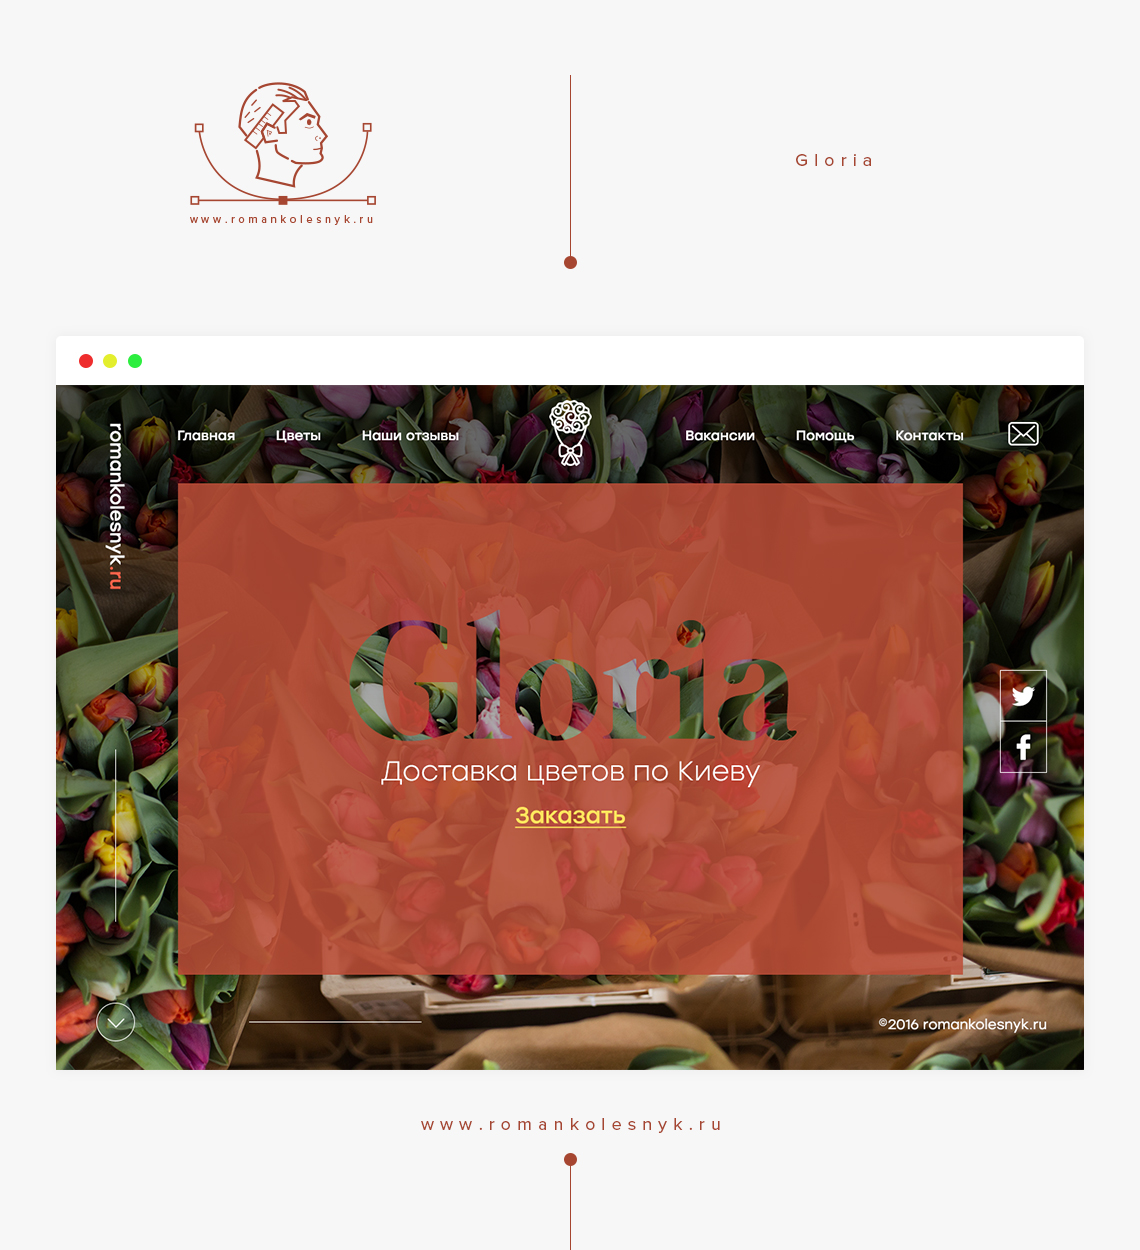 www.romankolesnyk.ru
Gloria
Главная Цветы Наши отзывы Вакансии Помощь Контакты
romankolesnyk.ru
Gloria
Доставка цветов по Киеву
Заказать
©2016 romankolesnyk.ru
www.romankolesnyk.ru